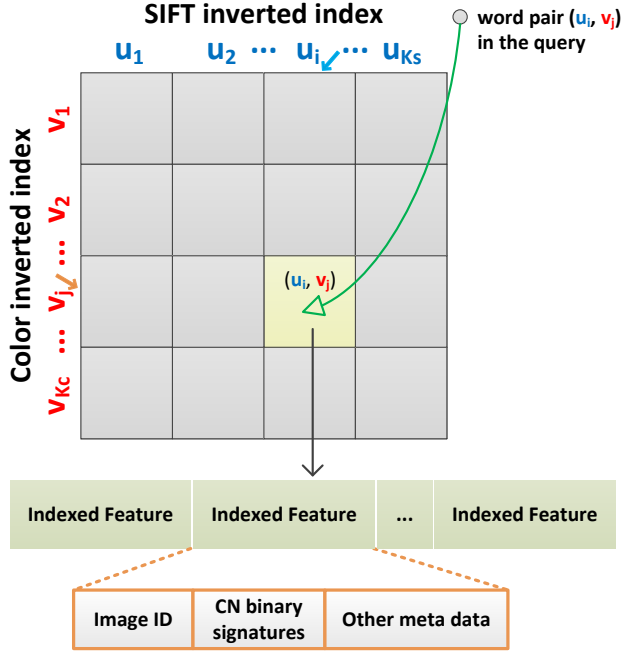 SIFT inverted index
word pair (ui, vj)
in the query
u1 u2 ... ui ... uKs
Color inverted index
v1 v2 ... vj ... vKc
(ui, vj)
Indexed Feature Indexed Feature ... Indexed Feature
Image ID CN binary signatures Other meta data